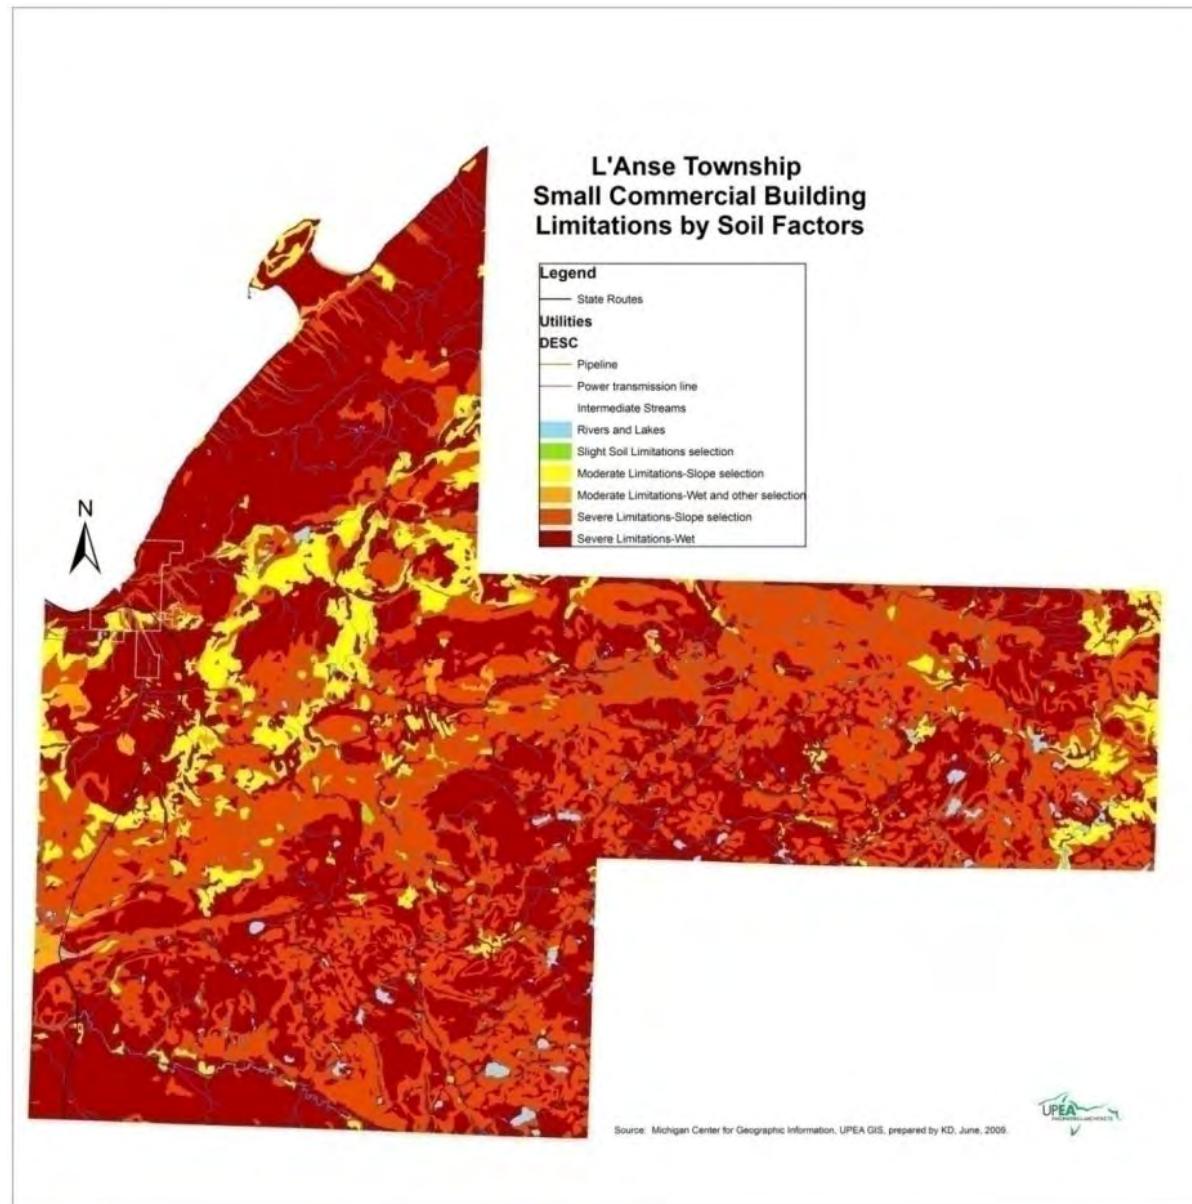 L'Anse Township
Small Commercial Building
Limitations by Soil Factors
Legend
State Routes
Utilities
DESC
Pipeline
Power transmission line
Intermediate Streams
Rivers and Lakes
Slight Soil Limitations selection
Moderate Limitations-Slope selection
Moderate Limitations-Wet and other selection
Severe Limitations-Slope selection
Severe Limitations-Wet
N
UPEA
Source: Michigan Center for Geographic Information, UPEA GIS, prepared by KD, June, 2009.